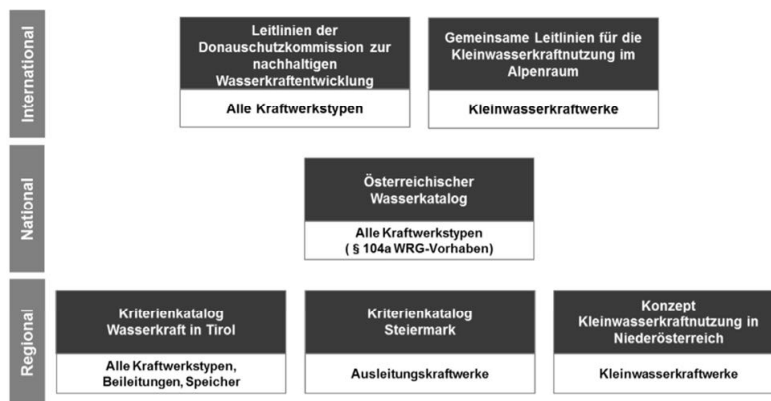 International
Leitlinien der
Donauschutzkommission zur
nachhaltigen
Wasserkraftentwicklung
Alle Kraftwerkstypen
Gemeinsame Leitlinien für die
Kleinwasserkraftnutzung im
Alpenraum
Kleinwasserkraftwerke
National
Österreichischer
Wasserkatalog
Alle Kraftwerkstypen
( § 104a WRG-Vorhaben)
Regional
Kriterienkatalog
Wasserkraft in Tirol
Alle Kraftwerkstypen,
Beileitungen, Speicher
Kriterienkatalog
Steiermark
Ausleitungskraftwerke
Konzept
Kleinwasserkraftnutzung in
Niederösterreich
Kleinwasserkraftwerke